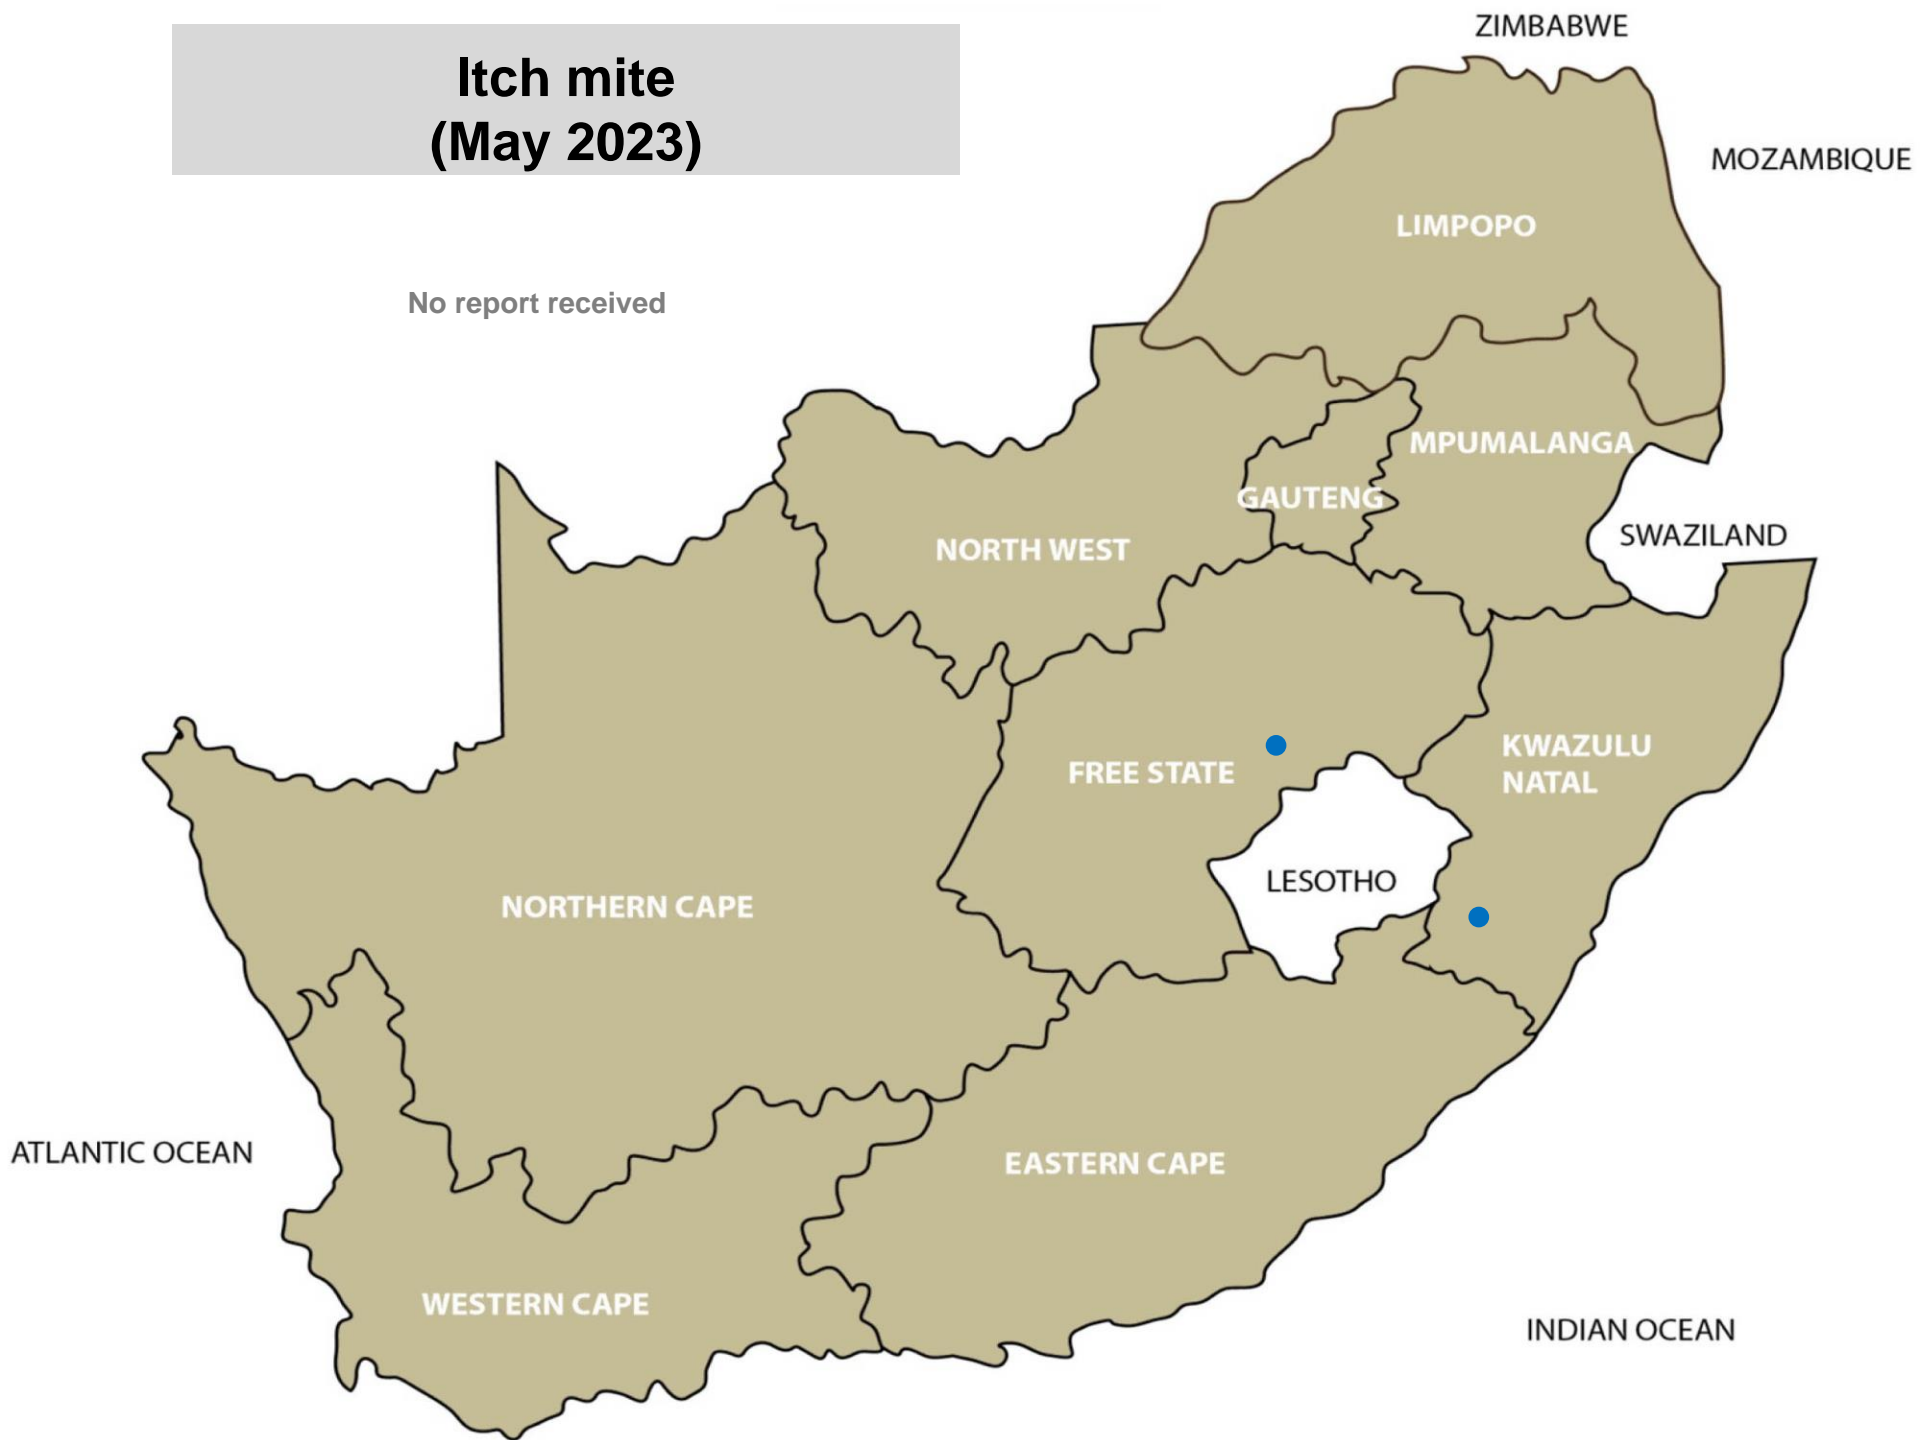 Itch mite
(May 2023)
ZIMBABWE
MOZAMBIQUE
LIMPOPO
No report received
MPUMALANGA
GAUTENG
SWAZILAND
NORTH WEST
KWAZULU
NATAL
FREE STATE
LESOTHO
NORTHERN CAPE
ATLANTIC OCEAN
EASTERN CAPE
WESTERN CAPE
INDIAN OCEAN